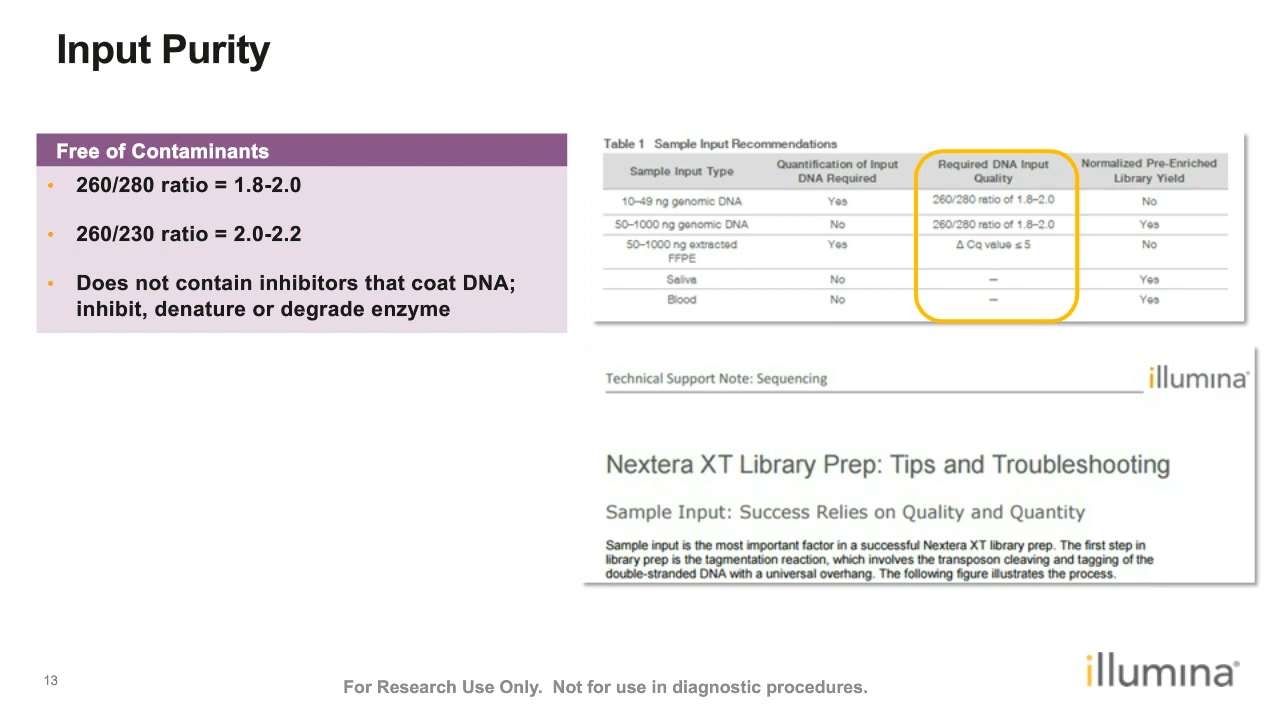 Input Purity
Free of Contaminants
• 260/280 ratio = 1.8-2.0
• 260/230 ratio = 2.0-2.2
• Does not contain inhibitors that coat DNA;
inhibit, denature or degrade enzyme
Table 1 Sample Input Recommendations
Sample Input Type Quantification of Input DNA Required Required DNA Input Quality Normalized Pre-Enriched Library Yield
10–49 ng genomic DNA Yes 260/280 ratio of 1.8–2.0 No
50-1000 ng genomic DNA No 260/280 ratio of 1.8–2.0 Yes
50-1000 ng extracted FFPE Yes Δ Cq value ≤ 5 No
Saliva No — Yes
Blood No — Yes
Technical Support Note: Sequencing
illumina®
Nextera XT Library Prep: Tips and Troubleshooting
Sample Input: Success Relies on Quality and Quantity
Sample input is the most important factor in a successful Nextera XT library prep. The first step in
library prep is the tagmentation reaction, which involves the transposon cleaving and tagging of the
double-stranded DNA with a universal overhang. The following figure illustrates the process.
13
For Research Use Only. Not for use in diagnostic procedures.
illumina®